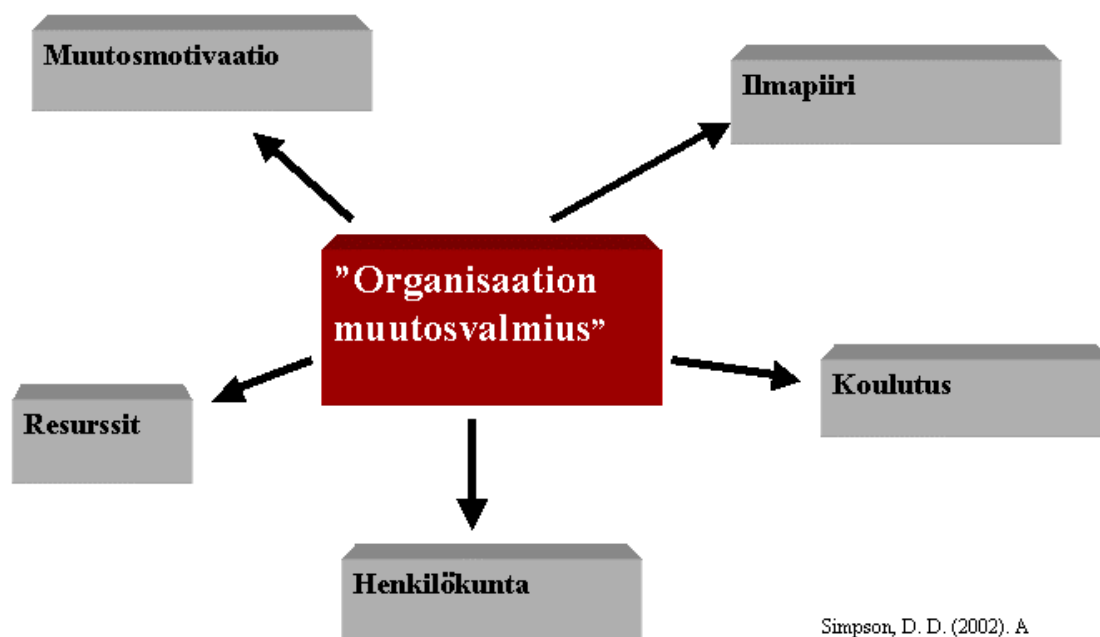 Muutosmotivaatio
Ilmapiiri
”Organisaation
muutosvalmius”
Koulutus
Resurssit
Henkilökunta
Simpson, D. D. (2002). A